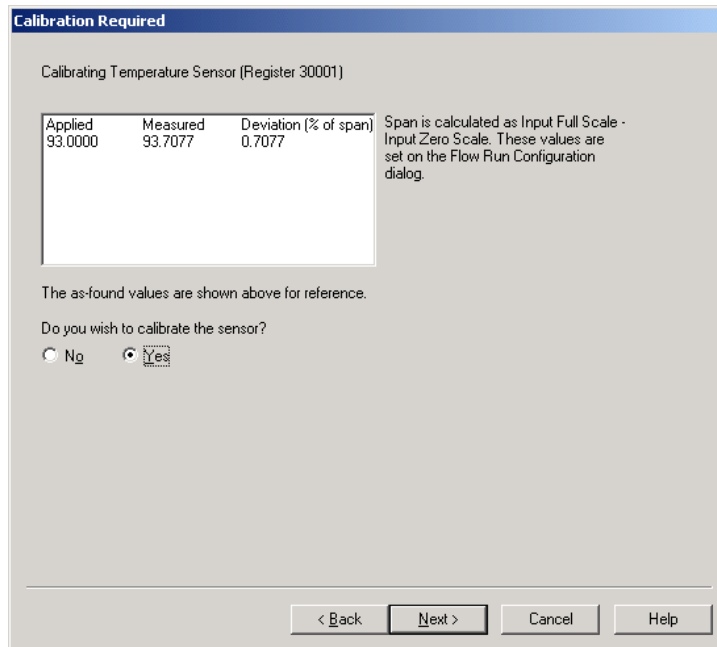 Calibration Required
Calibrating Temperature Sensor (Register 30001)
Applied Measured Deviation (% of span)
93.0000 93.7077 0.7077
Span is calculated as Input Full Scale -
Input Zero Scale. These values are
set on the Flow Run Configuration
dialog.
The as-found values are shown above for reference.
Do you wish to calibrate the sensor?
No Yes
< Back Next > Cancel Help